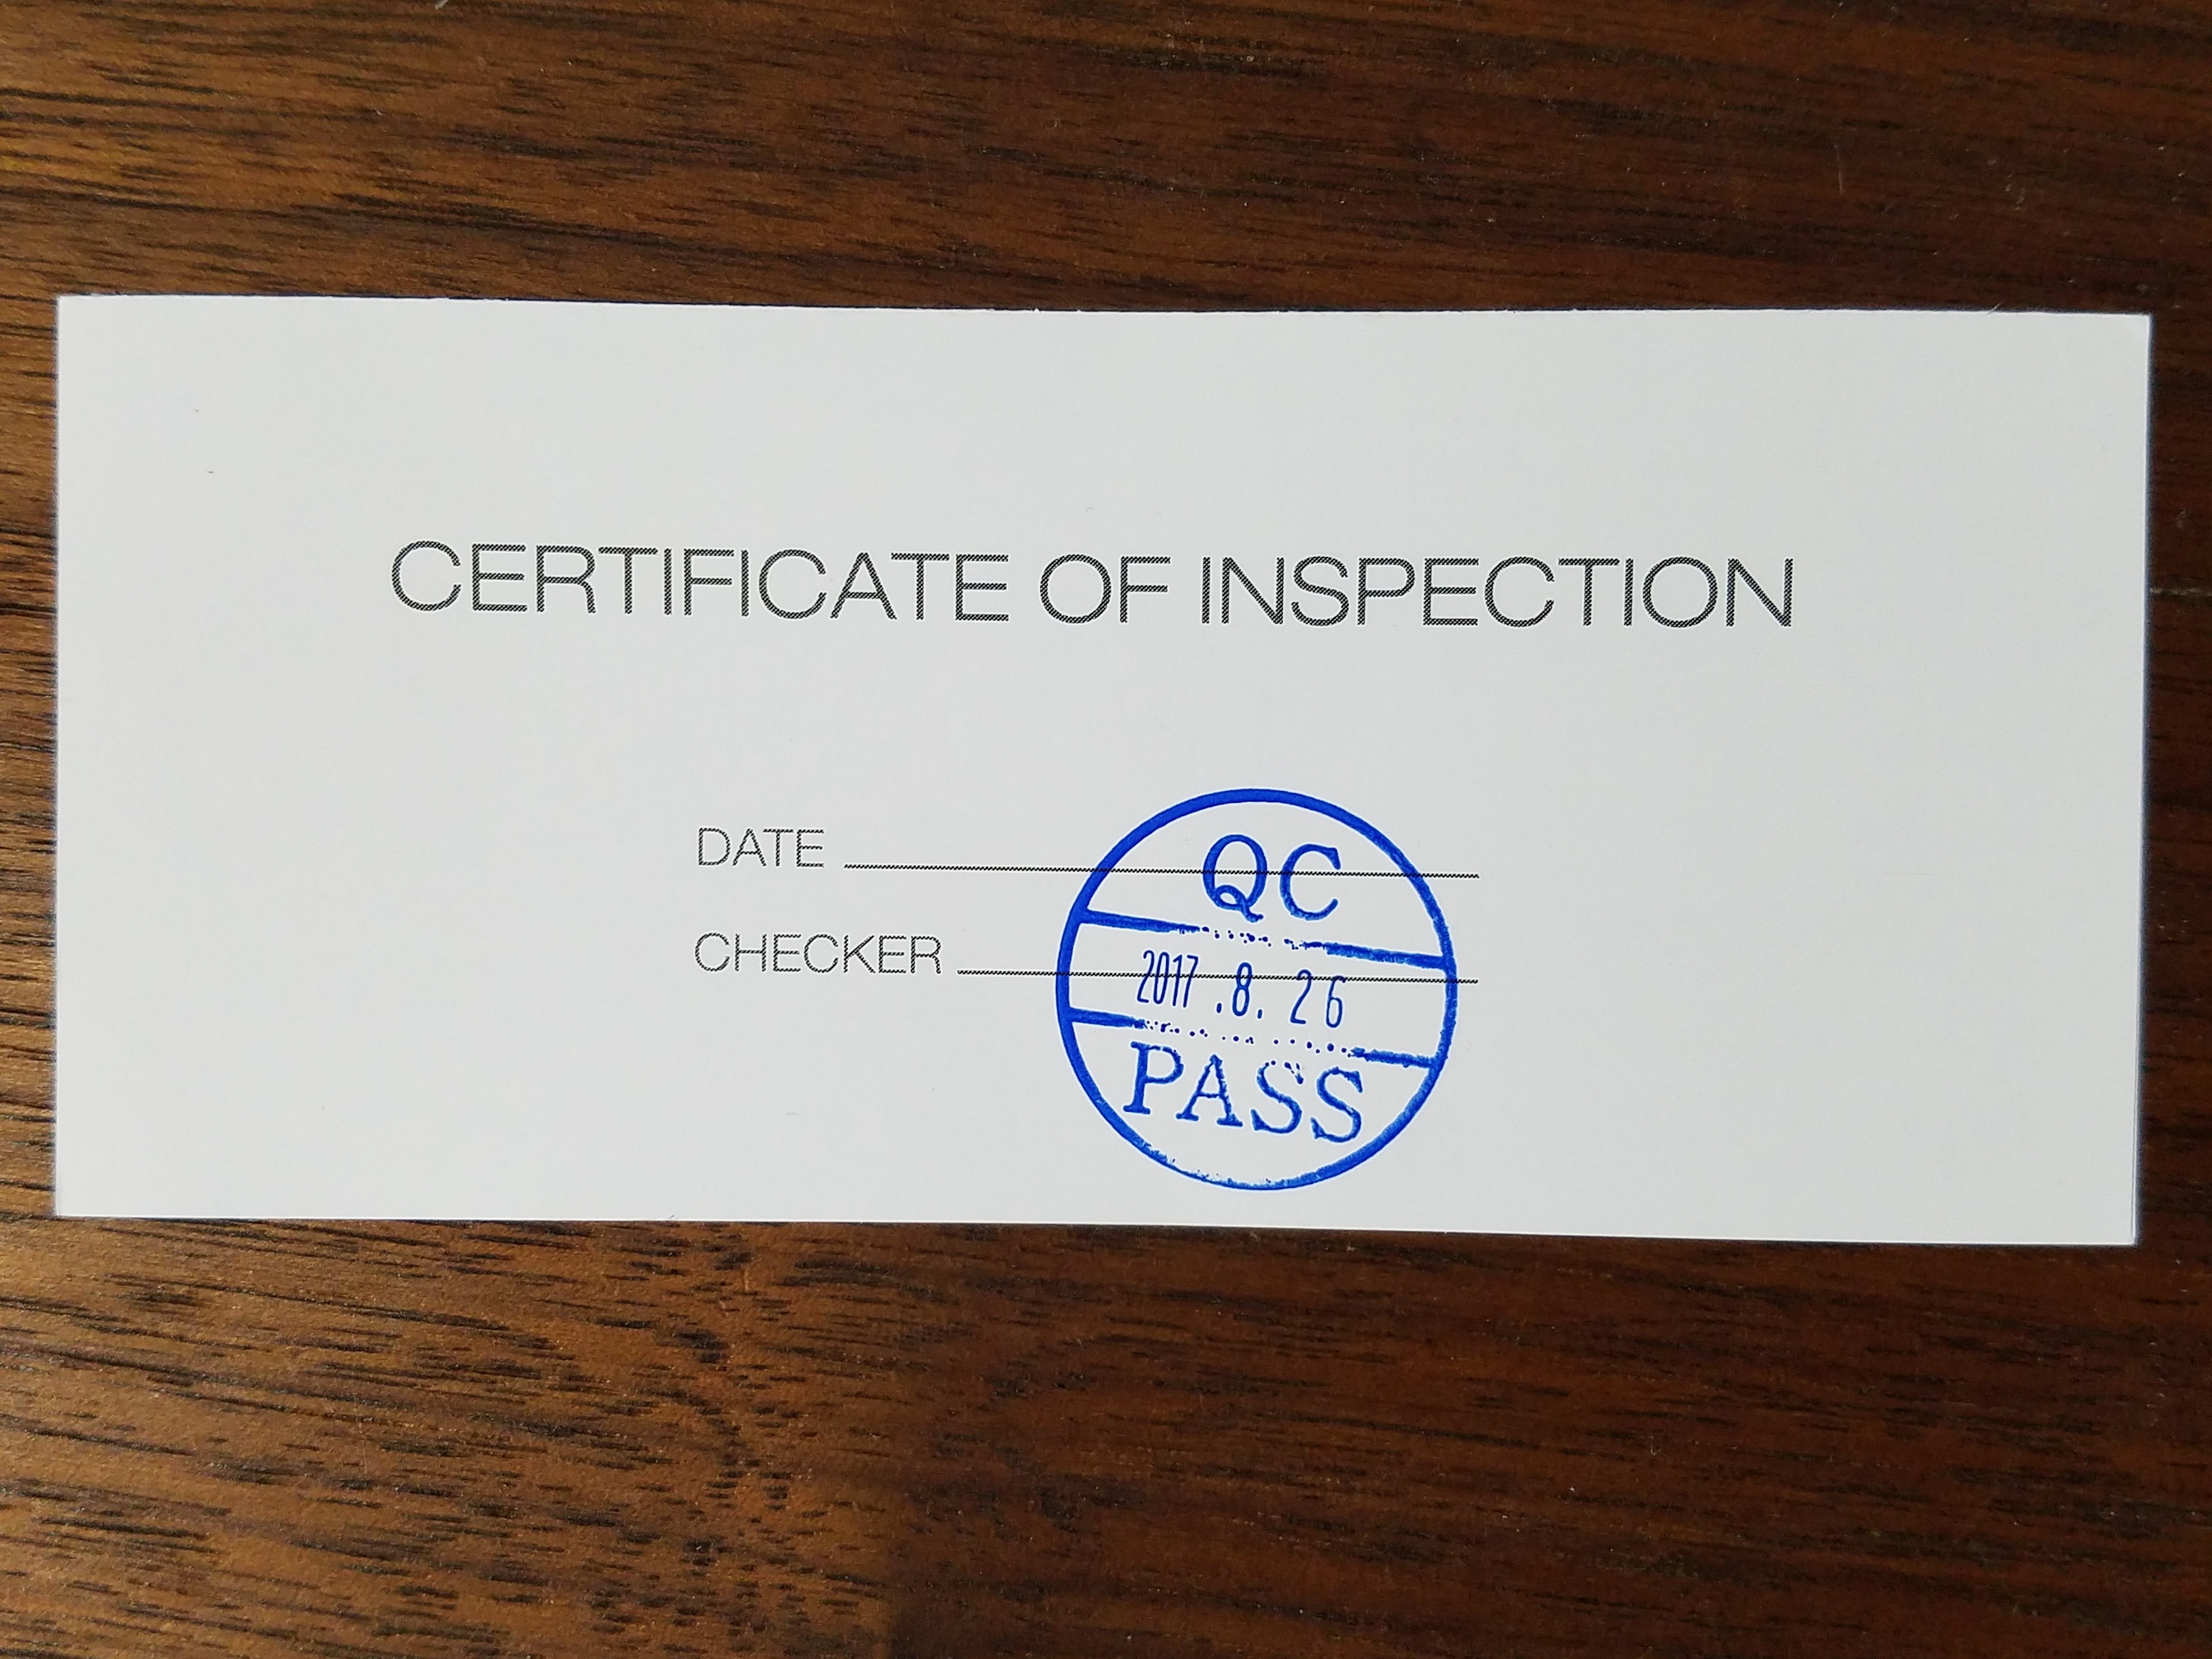 CERTIFICATE OF INSPECTION
DATE
CHECKER
QC
2017.8.26
PASS